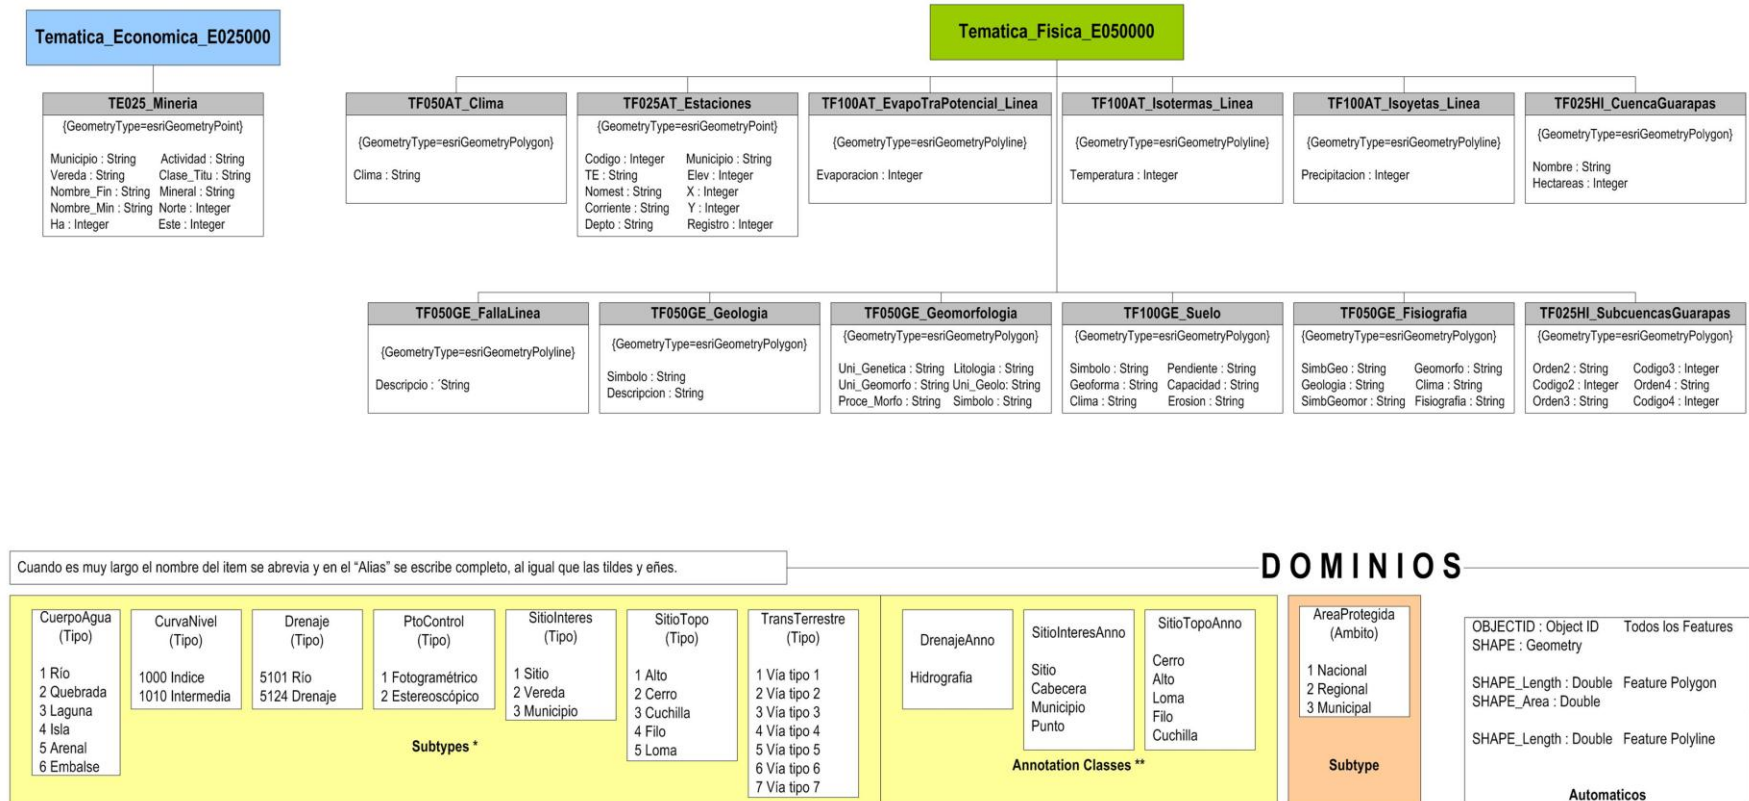 Tematica_Economica_E025000
Tematica_Fisica_E050000
TE025_Mineria
{GeometryType=esriGeometryPoint}
Municipio : String Actividad : String
Vereda : String Clase_Titu : String
Nombre_Fin : String Mineral : String
Nombre_Min : String Norte : Integer
Ha : Integer Este : Integer
TF050AT_Clima
{GeometryType=esriGeometryPolygon}
Clima : String
TF025AT_Estaciones
{GeometryType=esriGeometryPoint}
Codigo : Integer Municipio : String
TE : String Elev : Integer
Nomest : String X : Integer
Corriente : String Y : Integer
Depto : String Registro : Integer
TF100AT_EvapoTraPotencial_Linea
{GeometryType=esriGeometryPolyline}
Evaporacion : Integer
TF100AT_Isotermas_Linea
{GeometryType=esriGeometryPolyline}
Temperatura : Integer
TF100AT_Isoyetas_Linea
{GeometryType=esriGeometryPolyline}
Precipitacion : Integer
TF025HI_CuencaGuarapas
{GeometryType=esriGeometryPolygon}
Nombre : String
Hectareas : Integer
TF050GE_FallaLinea
{GeometryType=esriGeometryPolyline}
Descripcio : ´String
TF050GE_Geologia
{GeometryType=esriGeometryPolygon}
Simbolo : String
Descripcion : String
TF050GE_Geomorfologia
{GeometryType=esriGeometryPolygon}
Uni_Genetica : String Litologia : String
Uni_Geomorfo : String Uni_Geolo: String
Proce_Morfo : String Simbolo : String
TF100GE_Suelo
{GeometryType=esriGeometryPolygon}
Simbolo : String Pendiente : String
Geoforma : String Capacidad : String
Clima : String Erosion : String
TF050GE_Fisiografia
{GeometryType=esriGeometryPolygon}
SimbGeo : String Geomorfo : String
Geologia : String Clima : String
SimbGeomor : String Fisiografia : String
TF025HI_SubcuencasGuarapas
{GeometryType=esriGeometryPolygon}
Orden2 : String Codigo3 : Integer
Codigo2 : Integer Orden4 : String
Orden3 : String Codigo4 : Integer
Cuando es muy largo el nombre del item se abrevia y en el “Alias” se escribe completo, al igual que las tildes y eñes.
DOMINIOS
CuerpoAgua
(Tipo)
1 Río
2 Quebrada
3 Laguna
4 Isla
5 Arenal
6 Embalse
CurvaNivel
(Tipo)
1000 Indice
1010 Intermedia
Drenaje
(Tipo)
5101 Río
5124 Drenaje
PtoControl
(Tipo)
1 Fotogramétrico
2 Estereoscópico
SitioInteres
(Tipo)
1 Sitio
2 Vereda
3 Municipio
SitioTopo
(Tipo)
1 Alto
2 Cerro
3 Cuchilla
4 Filo
5 Loma
TransTerrestre
(Tipo)
1 Vía tipo 1
2 Vía tipo 2
3 Vía tipo 3
4 Vía tipo 4
5 Vía tipo 5
6 Vía tipo 6
7 Vía tipo 7
Subtypes *
DrenajeAnno
Hidrografia
SitioInteresAnno
Sitio
Cabecera
Municipio
Punto
SitioTopoAnno
Cerro
Alto
Loma
Filo
Cuchilla
Annotation Classes **
AreaProtegida
(Ambito)
1 Nacional
2 Regional
3 Municipal
Subtype
OBJECTID : Object ID Todos los Features
SHAPE : Geometry
SHAPE_Length : Double Feature Polygon
SHAPE_Area : Double
SHAPE_Length : Double Feature Polyline
Automaticos